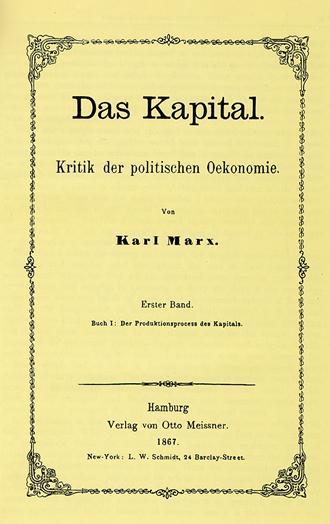 Das Kapital.
Kritik der politischen Oekonomie.
Von
Karl Marx.
Erster Band.
Buch I: Der Produktionsprocess des Kapitals.
Hamburg
Verlag von Otto Meissner.
1867.
New-York: L. W. Schmidt, 24 Barclay-Street.